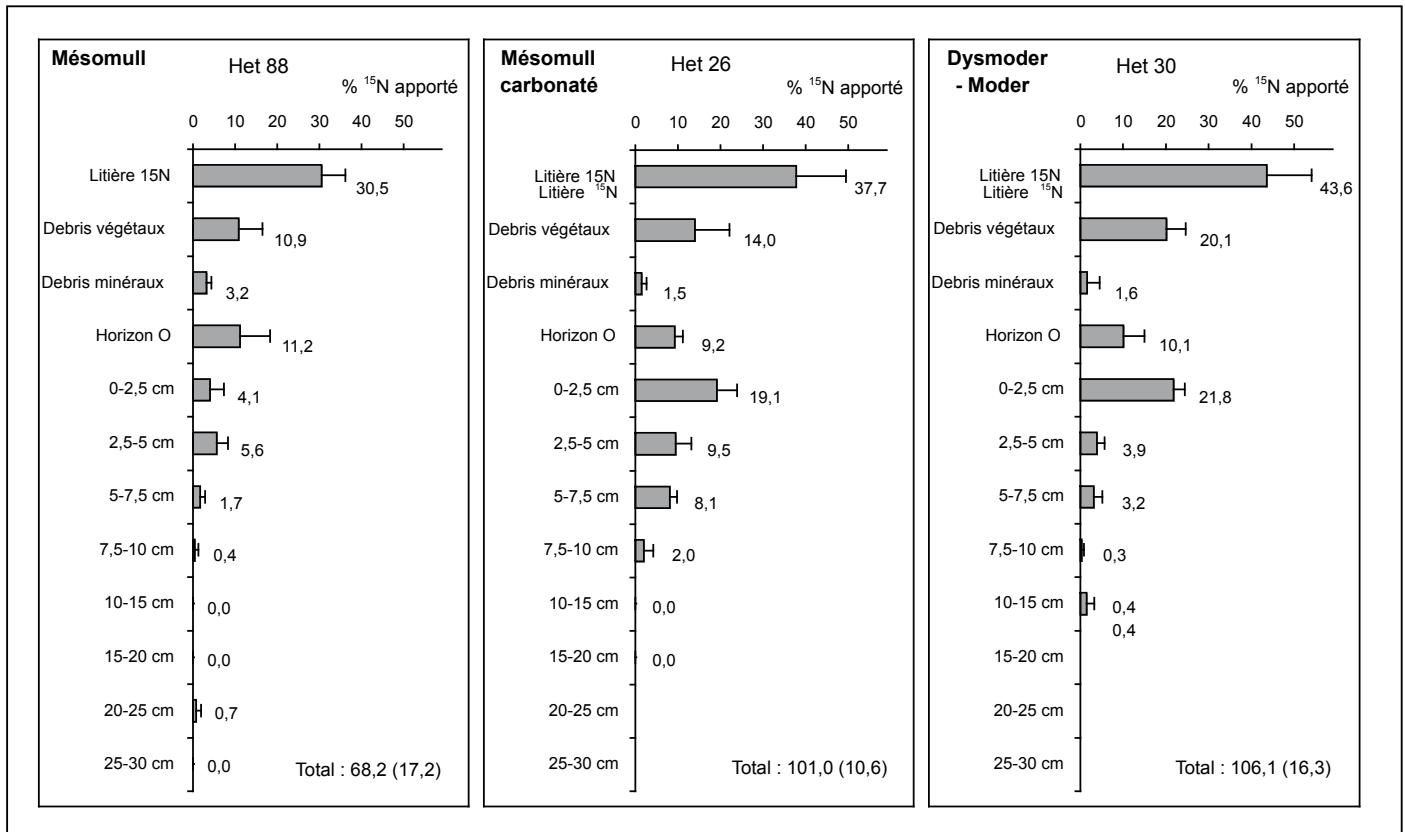 Mésomull
Het 88
% 15N apporté
0 10 20 30 40 50
Litière 15N 30,5
Debris végétaux 10,9
Debris minéraux 3,2
Horizon O 11,2
0-2,5 cm 4,1
2,5-5 cm 5,6
5-7,5 cm 1,7
7,5-10 cm 0,4
10-15 cm 0,0
15-20 cm 0,0
20-25 cm 0,7
25-30 cm 0,0
Total : 68,2 (17,2)
Mésomull
carbonaté
Het 26
% 15N apporté
0 10 20 30 40 50
Litière 15N
Litière 15N
37,7
Debris végétaux 14,0
Debris minéraux 1,5
Horizon O 9,2
0-2,5 cm 19,1
2,5-5 cm 9,5
5-7,5 cm 8,1
7,5-10 cm 2,0
10-15 cm 0,0
15-20 cm 0,0
20-25 cm
25-30 cm
Total : 101,0 (10,6)
Dysmoder
- Moder
Het 30
% 15N apporté
0 10 20 30 40 50
Litière 15N
Litière 15N
43,6
Debris végétaux 20,1
Debris minéraux 1,6
Horizon O 10,1
0-2,5 cm 21,8
2,5-5 cm 3,9
5-7,5 cm 3,2
7,5-10 cm 0,3
10-15 cm 0,4
0,4
15-20 cm
20-25 cm
25-30 cm
Total : 106,1 (16,3)